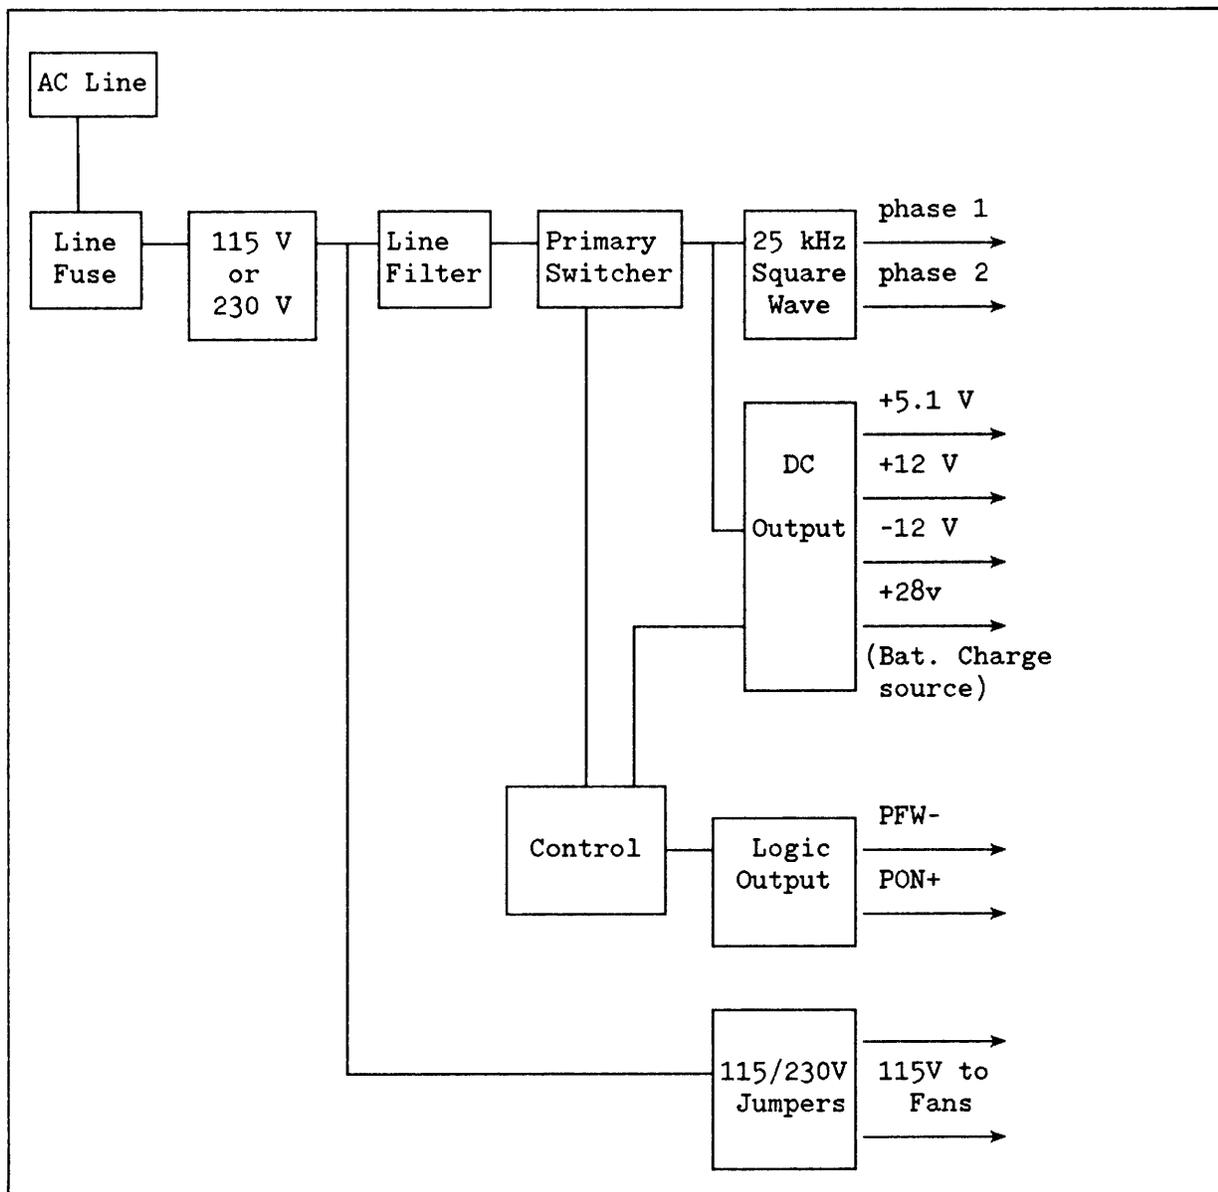 AC Line
Line
Fuse
115 V
or
230 V
Line
Filter
Primary
Switcher
25 kHz
Square
Wave
phase 1
phase 2
DC
Output
+5.1 V
+12 V
-12 V
+28v
(Bat. Charge
source)
Control
Logic
Output
PFW-
PON+
115/230V
Jumpers
115V to
Fans